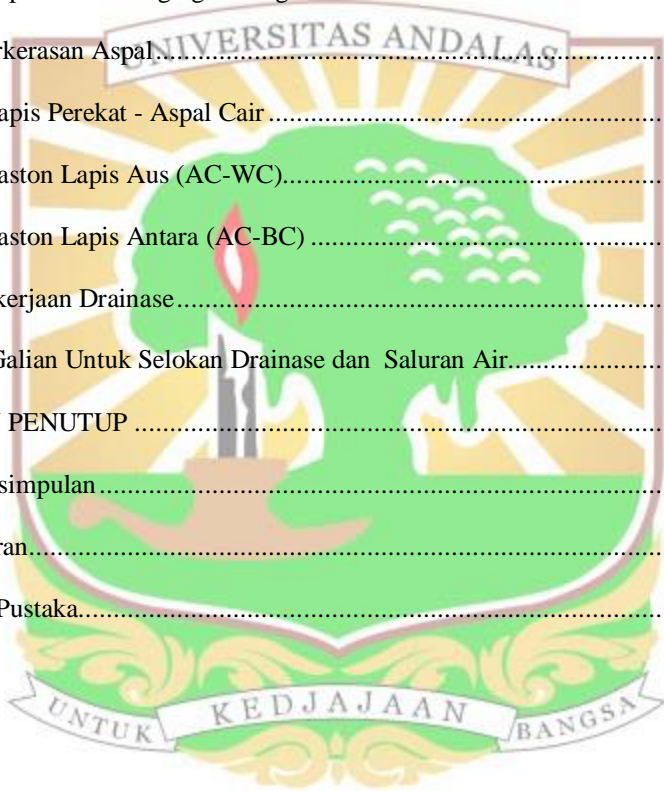 UNIVERSITAS ANDALAS
rkerasan Aspal................................................................
apis Perekat - Aspal Cair................................................................
aston Lapis Aus (AC-WC)................................................................
aston Lapis Antara (AC-BC)................................................................
kerjaan Drainase................................................................
Galian Untuk Selokan Drainase dan Saluran Air................................
PENUTUP................................................................
simpulan................................................................
ran................................................................
Pustaka................................................................
UNTUK KEDJAJAAN BANGSA